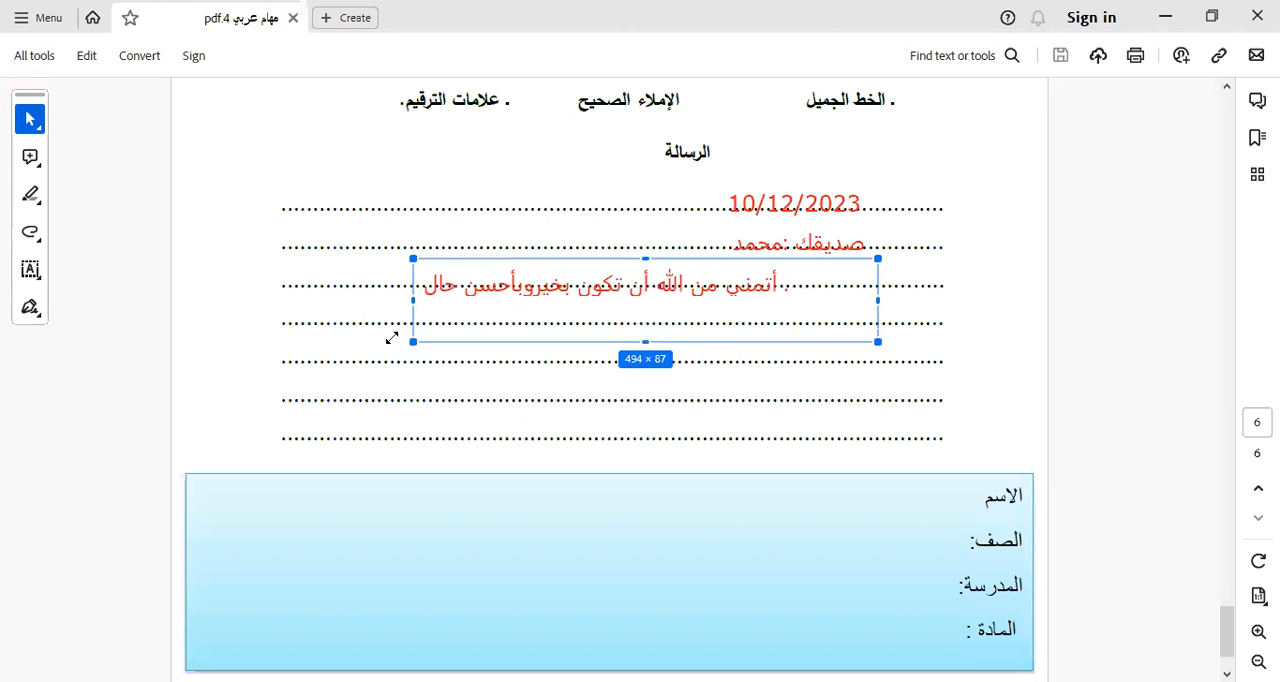 Menu
مهام عربي 4.pdf
Create
Sign in
All tools
Edit
Convert
Sign
Find text or tools
. الخط الجميل
الإملاء الصحيح
. علامات الترقيم.
الرسالة
10/12/2023
صديقك :محمد
أتمني من الله أن تكون بخيروبأحسن حال .
494 × 87
6
6
1:1
الاسم
الصف:
المدرسة:
المادة :